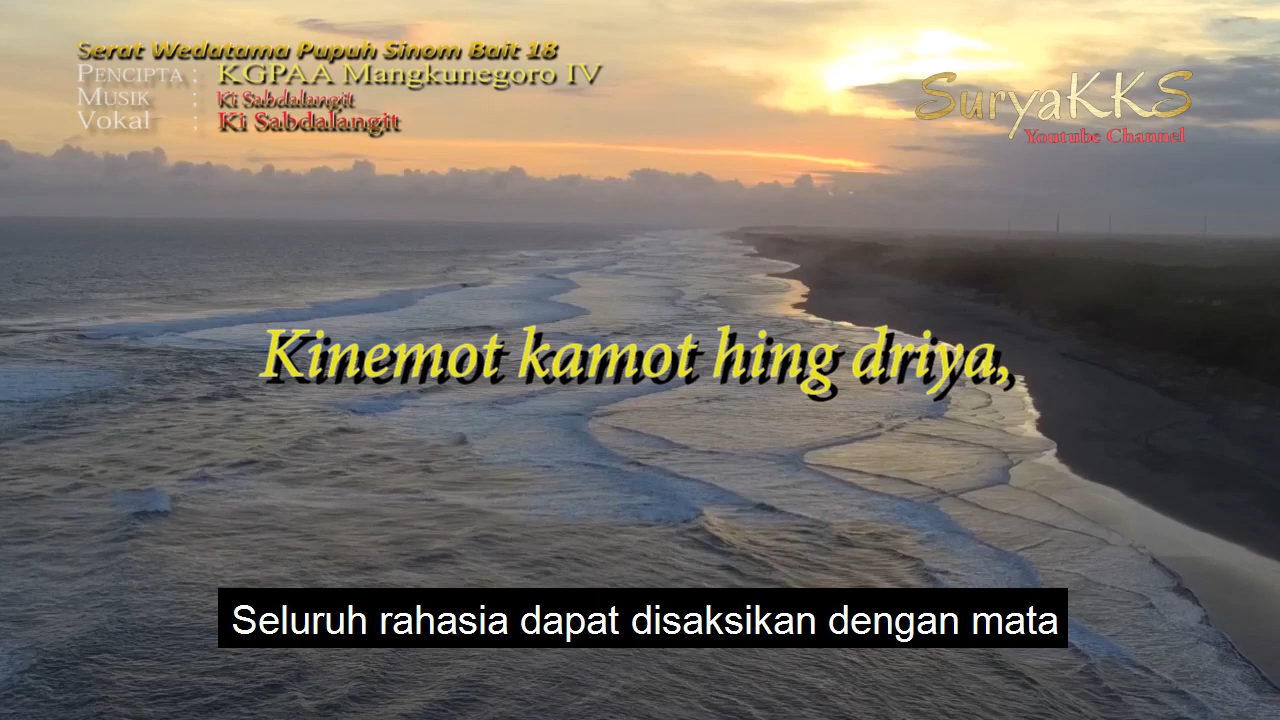 Serat Wedatama Pupuh Sinom Bait 18
Pencipta : KGPAA Mangkunegoro IV
Musik : Ki Sabdalangit
Vokal : Ki Sabdalangit
SuryaKKS
Youtube Channel
Kinemot kamot hing driya,
Seluruh rahasia dapat disaksikan dengan mata